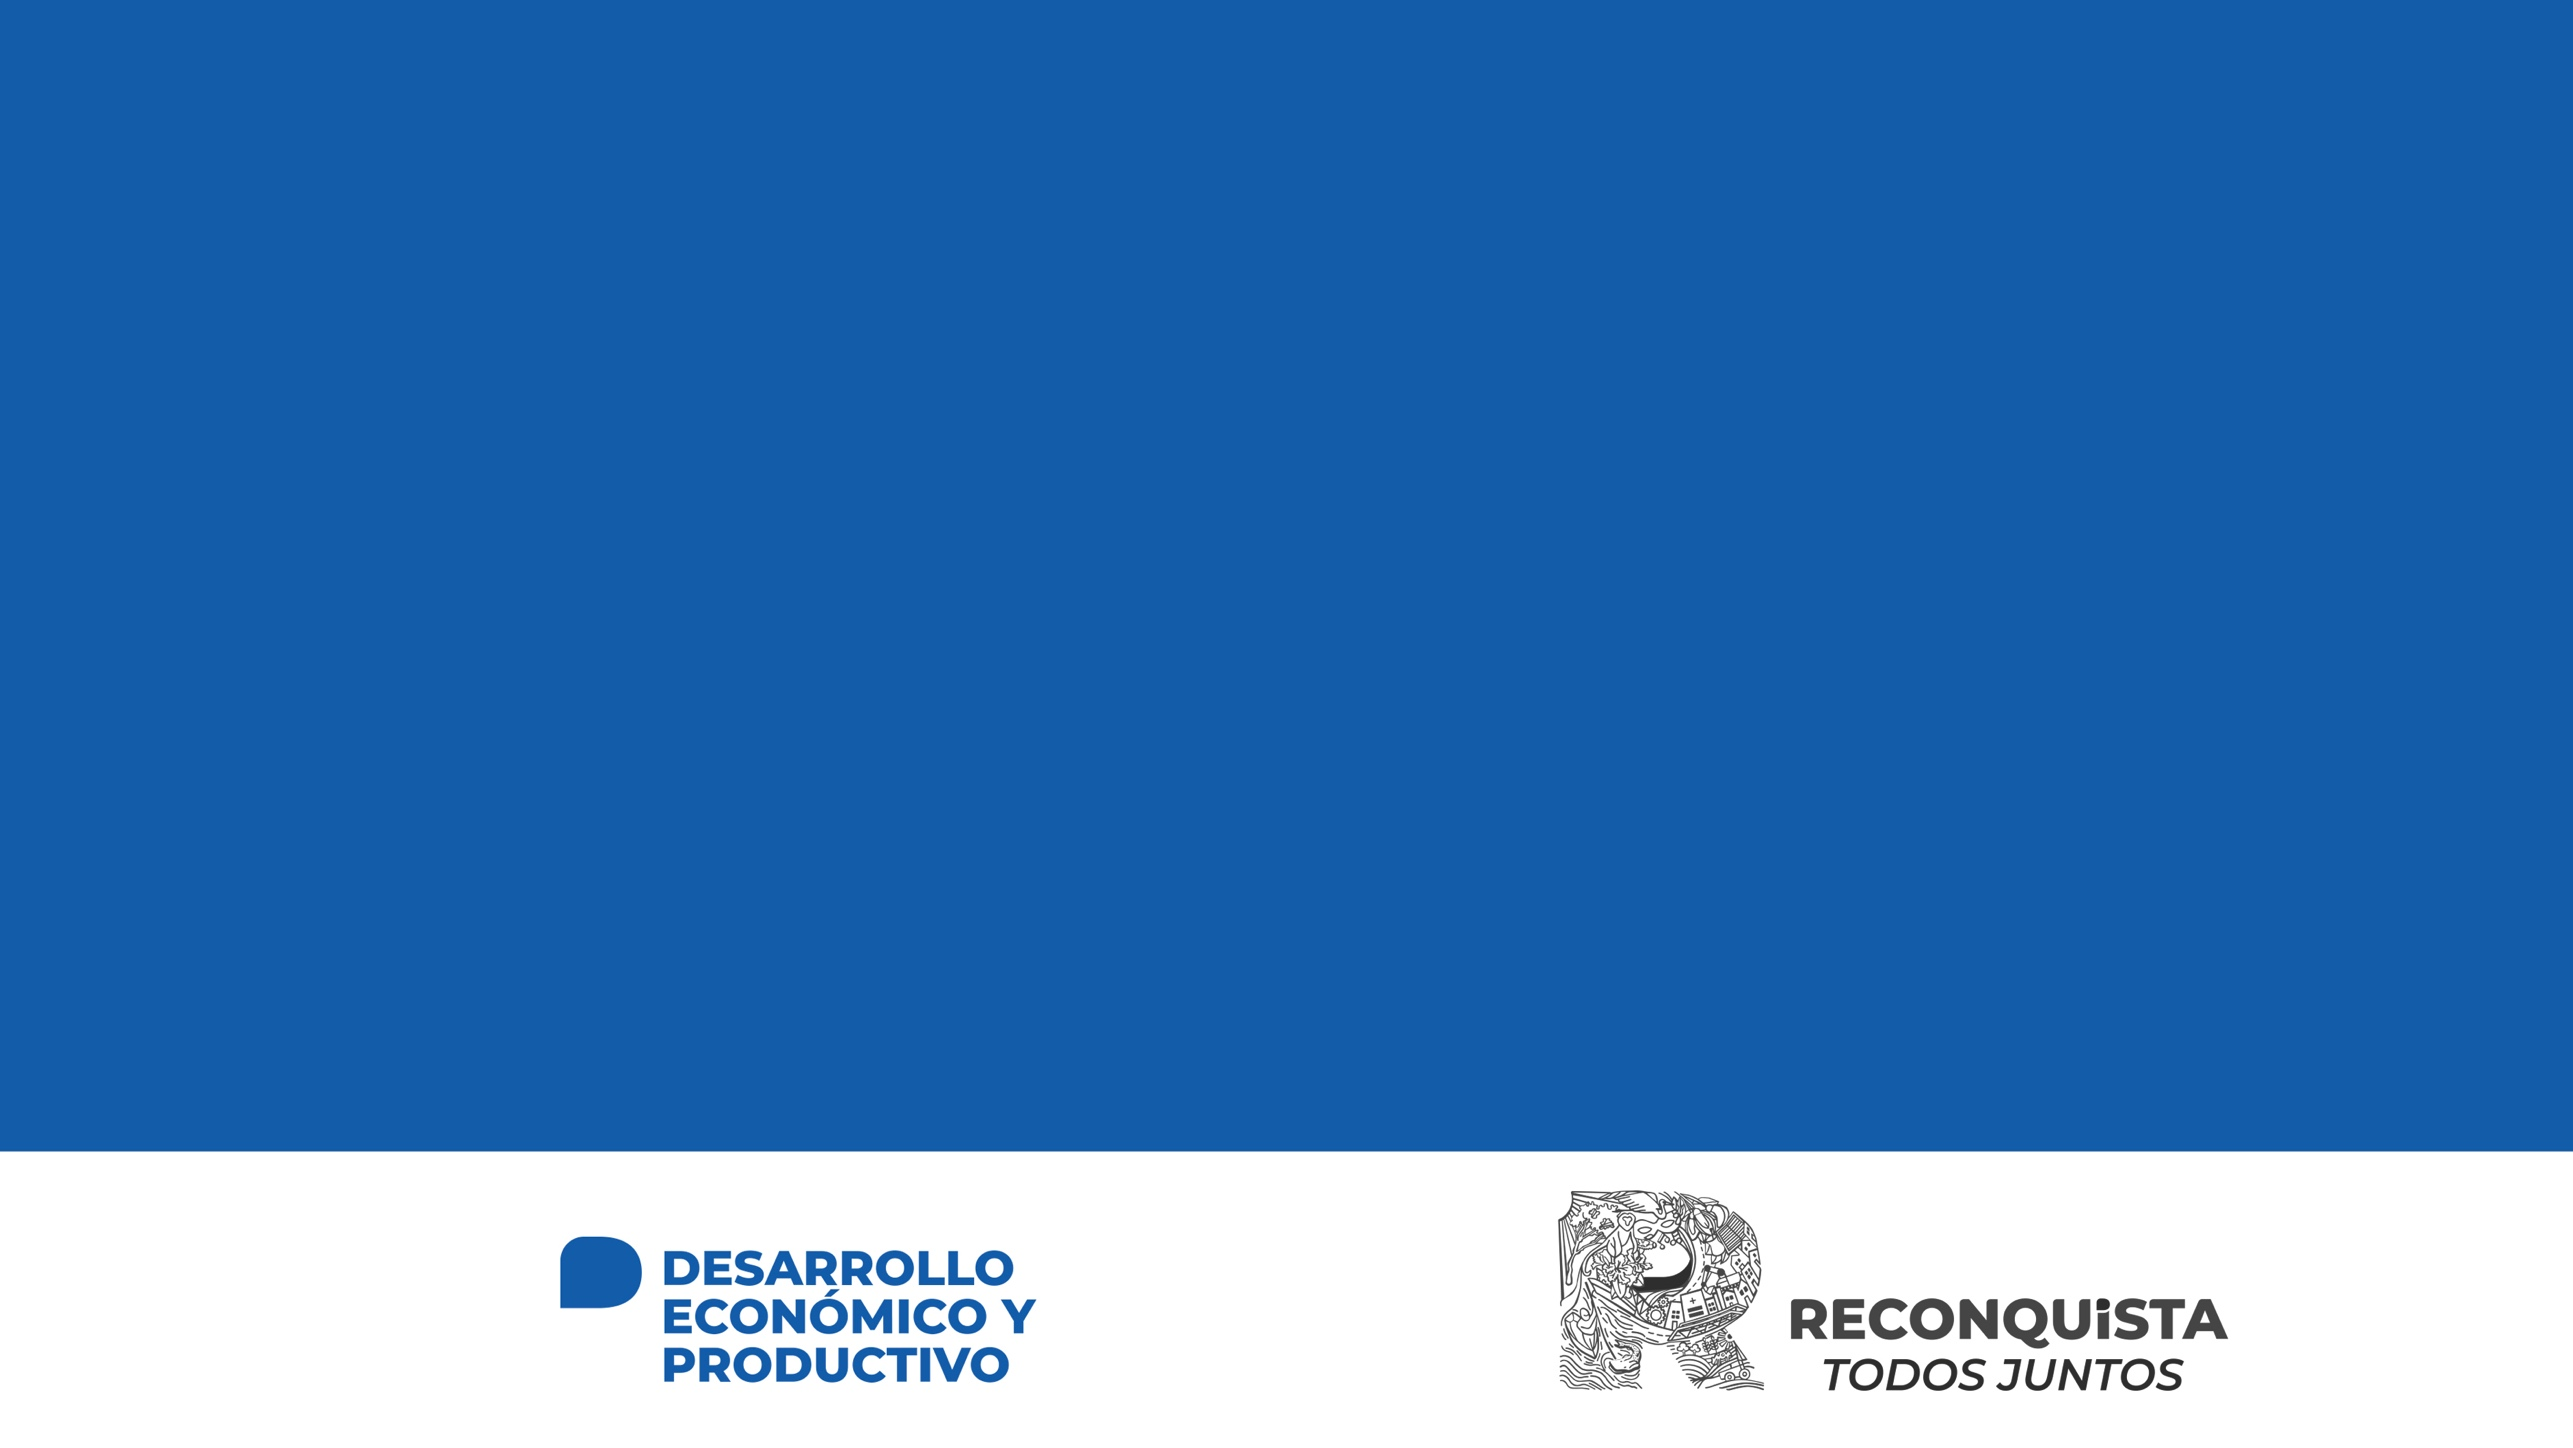 DESARROLLO
ECONÓMICO Y
PRODUCTIVO
RECONQUiSTA
TODOS JUNTOS